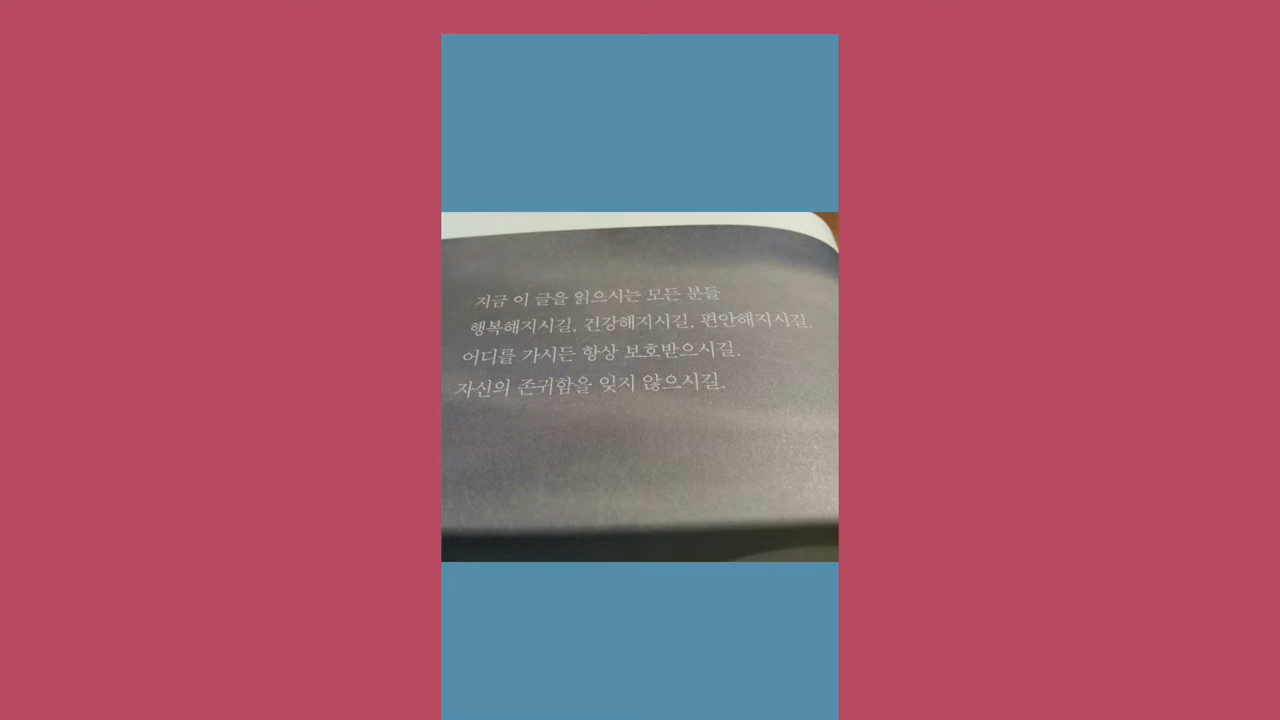 지금 이 글을 읽으시는 모든 분들
행복해지시길, 건강해지시길, 편안해지시길.
어디를 가시든 항상 보호받으시길.
자신의 존귀함을 잊지 않으시길.